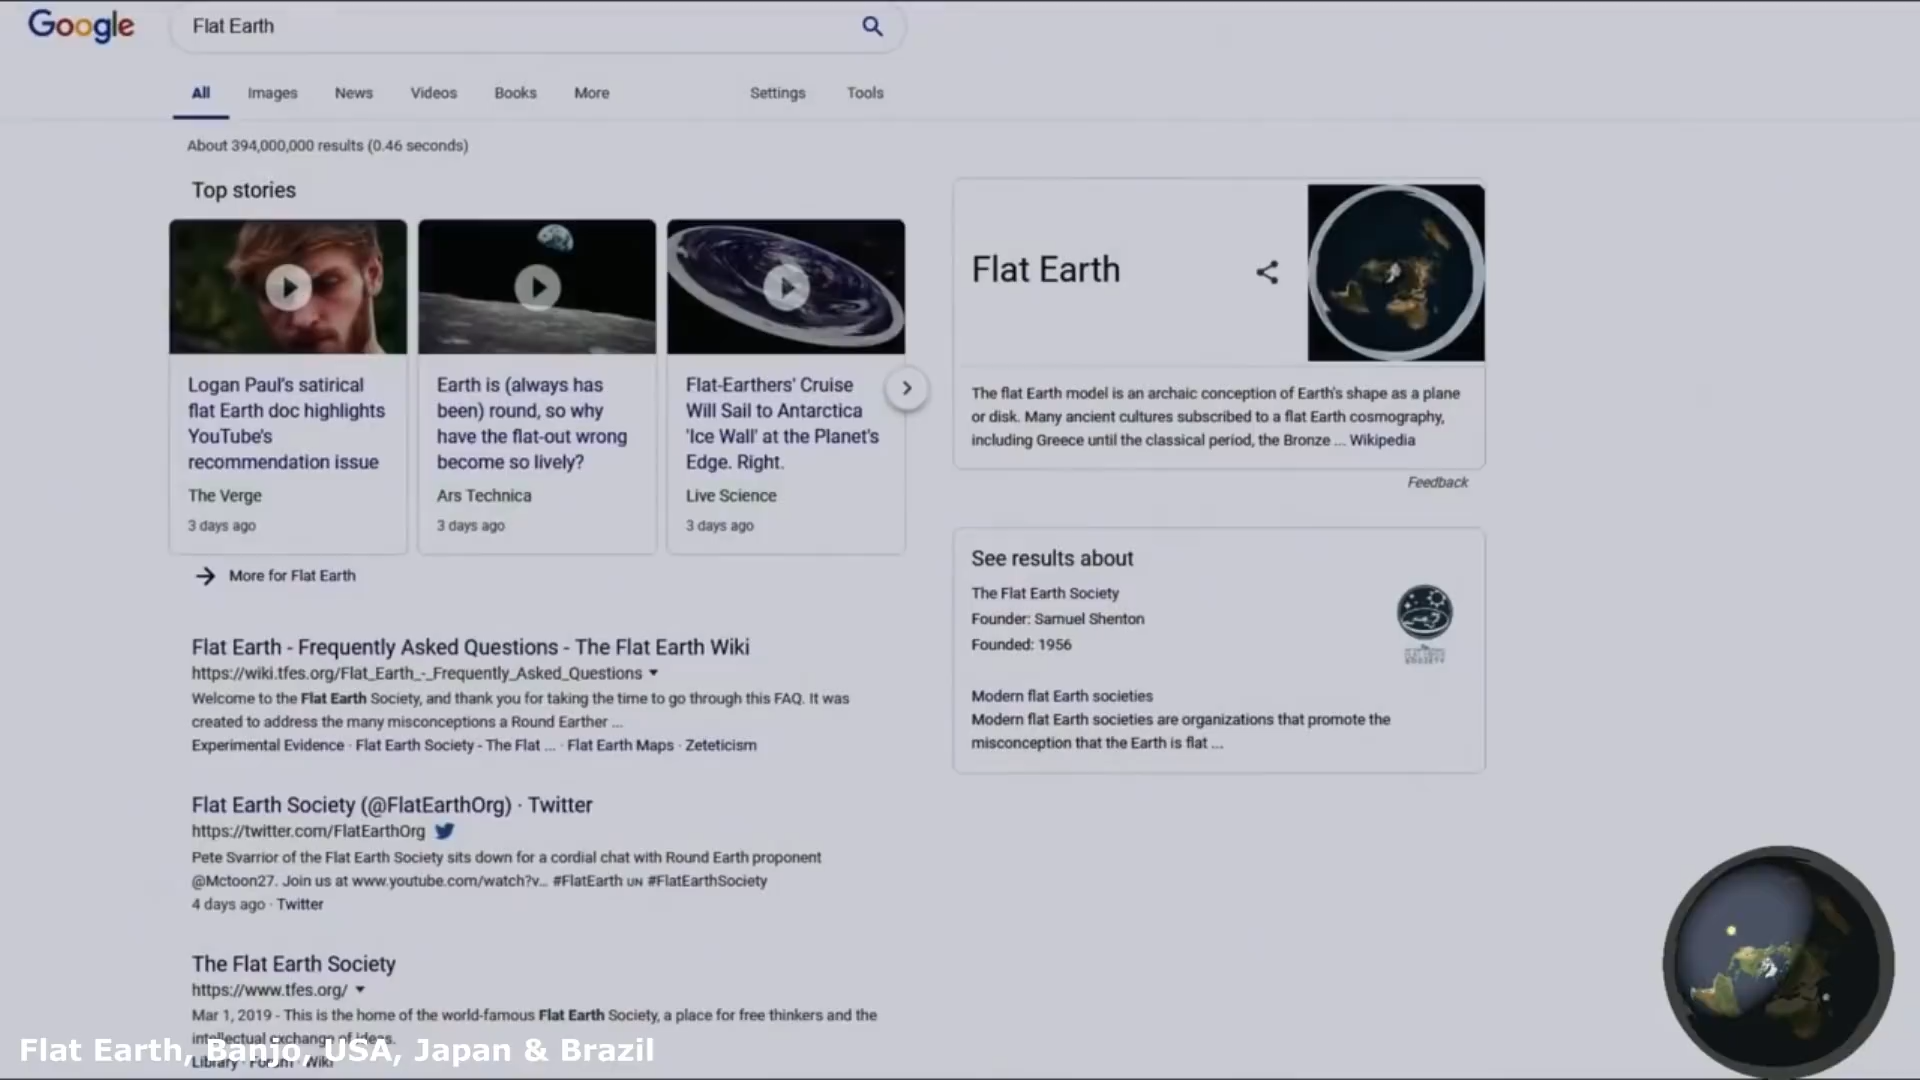 Google
Flat Earth
All Images News Videos Books More Settings Tools
About 394,000,000 results (0.46 seconds)
Top stories
Logan Paul's satirical
flat Earth doc highlights
YouTube's
recommendation issue
The Verge
3 days ago
Earth is (always has
been) round, so why
have the flat-out wrong
become so lively?
Ars Technica
3 days ago
Flat-Earthers' Cruise
Will Sail to Antarctica
'Ice Wall' at the Planet's
Edge. Right.
Live Science
3 days ago
More for Flat Earth
Flat Earth - Frequently Asked Questions - The Flat Earth Wiki
https://wiki.tfes.org/Flat_Earth_-_Frequently_Asked_Questions
Welcome to the Flat Earth Society, and thank you for taking the time to go through this FAQ. It was
created to address the many misconceptions a Round Earther ...
Experimental Evidence · Flat Earth Society - The Flat ... · Flat Earth Maps · Zeteticism
Flat Earth Society (@FlatEarthOrg) · Twitter
https://twitter.com/FlatEarthOrg
Pete Svarrior of the Flat Earth Society sits down for a cordial chat with Round Earth proponent
@Mctoon27. Join us at www.youtube.com/watch?v... #FlatEarth 🇺🇳 #FlatEarthSociety
4 days ago · Twitter
The Flat Earth Society
https://www.tfes.org/
Mar 1, 2019 - This is the home of the world-famous Flat Earth Society, a place for free thinkers and the
intellectual exchange of ideas.
Library · Forum · Wiki
Flat Earth
The flat Earth model is an archaic conception of Earth's shape as a plane
or disk. Many ancient cultures subscribed to a flat Earth cosmography,
including Greece until the classical period, the Bronze ... Wikipedia
Feedback
See results about
The Flat Earth Society
Founder: Samuel Shenton
Founded: 1956
Modern flat Earth societies
Modern flat Earth societies are organizations that promote the
misconception that the Earth is flat ...
Flat Earth, Banjo, USA, Japan & Brazil